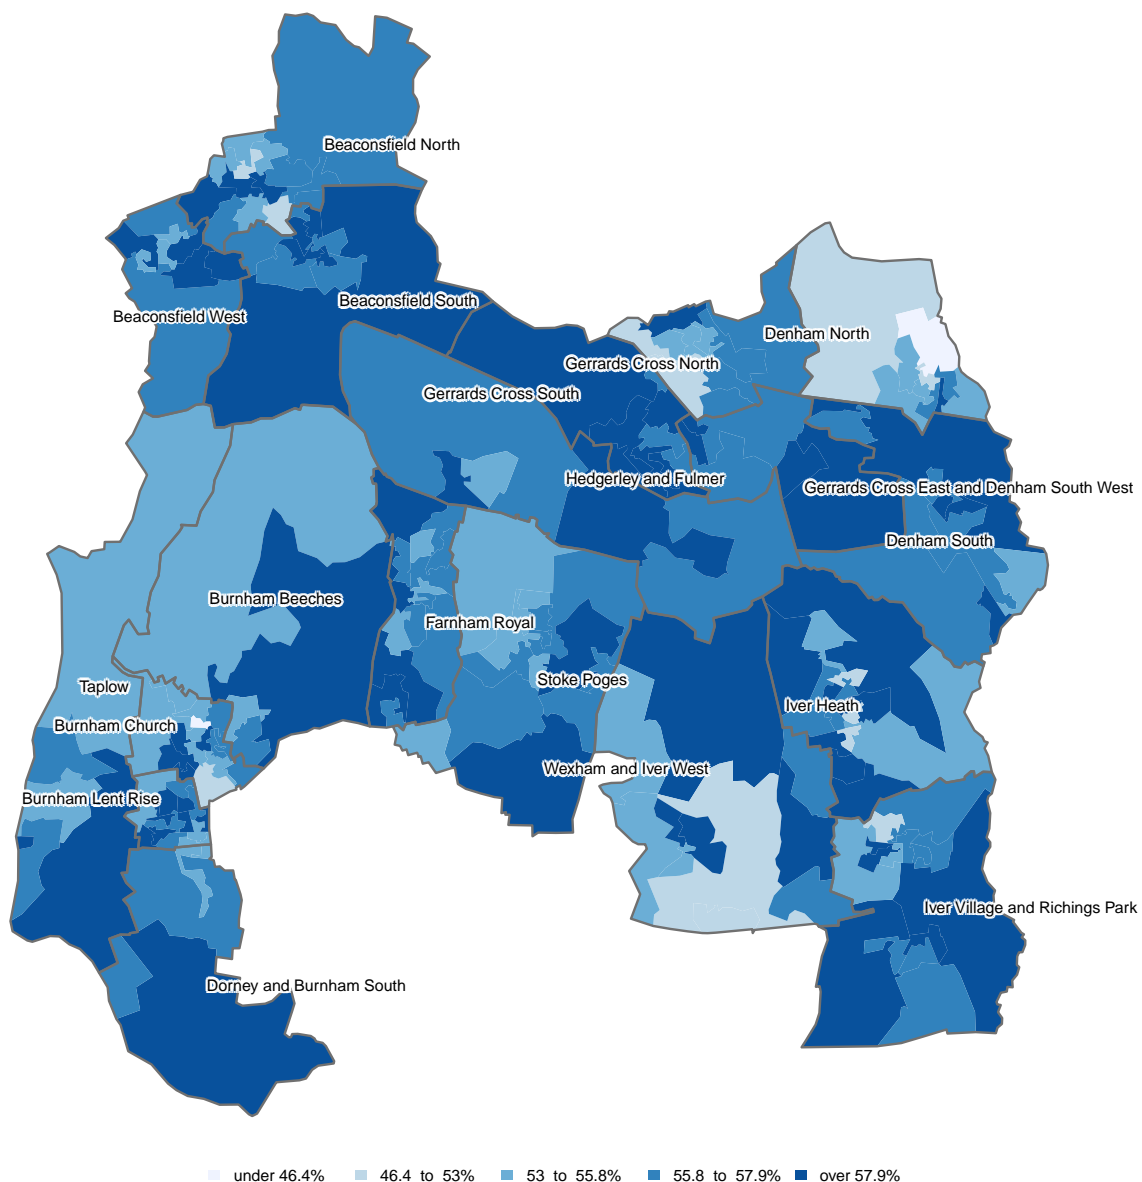 Beaconsfield North
Beaconsfield South
Beaconsfield West
Denham North
Gerrards Cross North
Gerrards Cross South
Hedgerley and Fulmer
Gerrards Cross East and Denham South West
Denham South
Burnham Beeches
Farnham Royal
Stoke Poges
Taplow
Iver Heath
Burnham Church
Wexham and Iver West
Burnham Lent Rise
Iver Village and Richings Park
Dorney and Burnham South
under 46.4% 46.4 to 53% 53 to 55.8% 55.8 to 57.9% over 57.9%